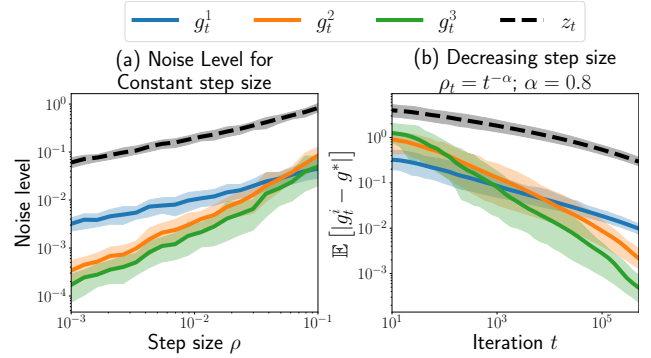 g_t^1 g_t^2 g_t^3 z_t
(a) Noise Level for
Constant step size
(b) Decreasing step size
ρ_t = t^{-α}; α = 0.8
Noise level
10^0
10^{-1}
10^{-2}
10^{-3}
10^{-4}
10^{-3} 10^{-2} 10^{-1}
Step size ρ
𝔼 [|g_t^i − g^*|]
10^1
10^0
10^{-1}
10^{-2}
10^{-3}
10^1 10^3 10^5
Iteration t